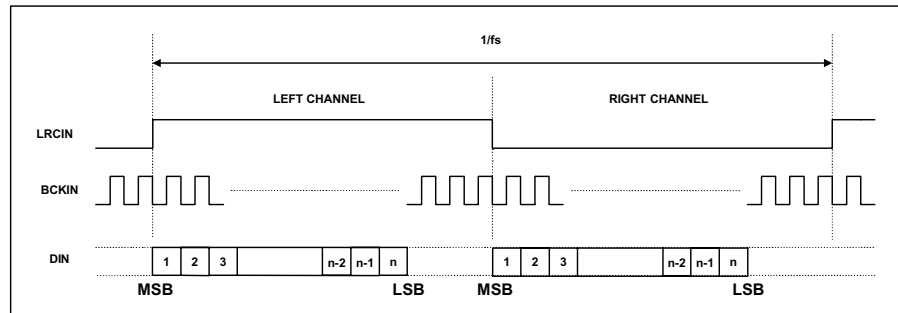 1/fs
LEFT CHANNEL RIGHT CHANNEL
LRCIN
BCKIN
DIN 1 2 3 n-2 n-1 n 1 2 3 n-2 n-1 n
MSB LSB MSB LSB